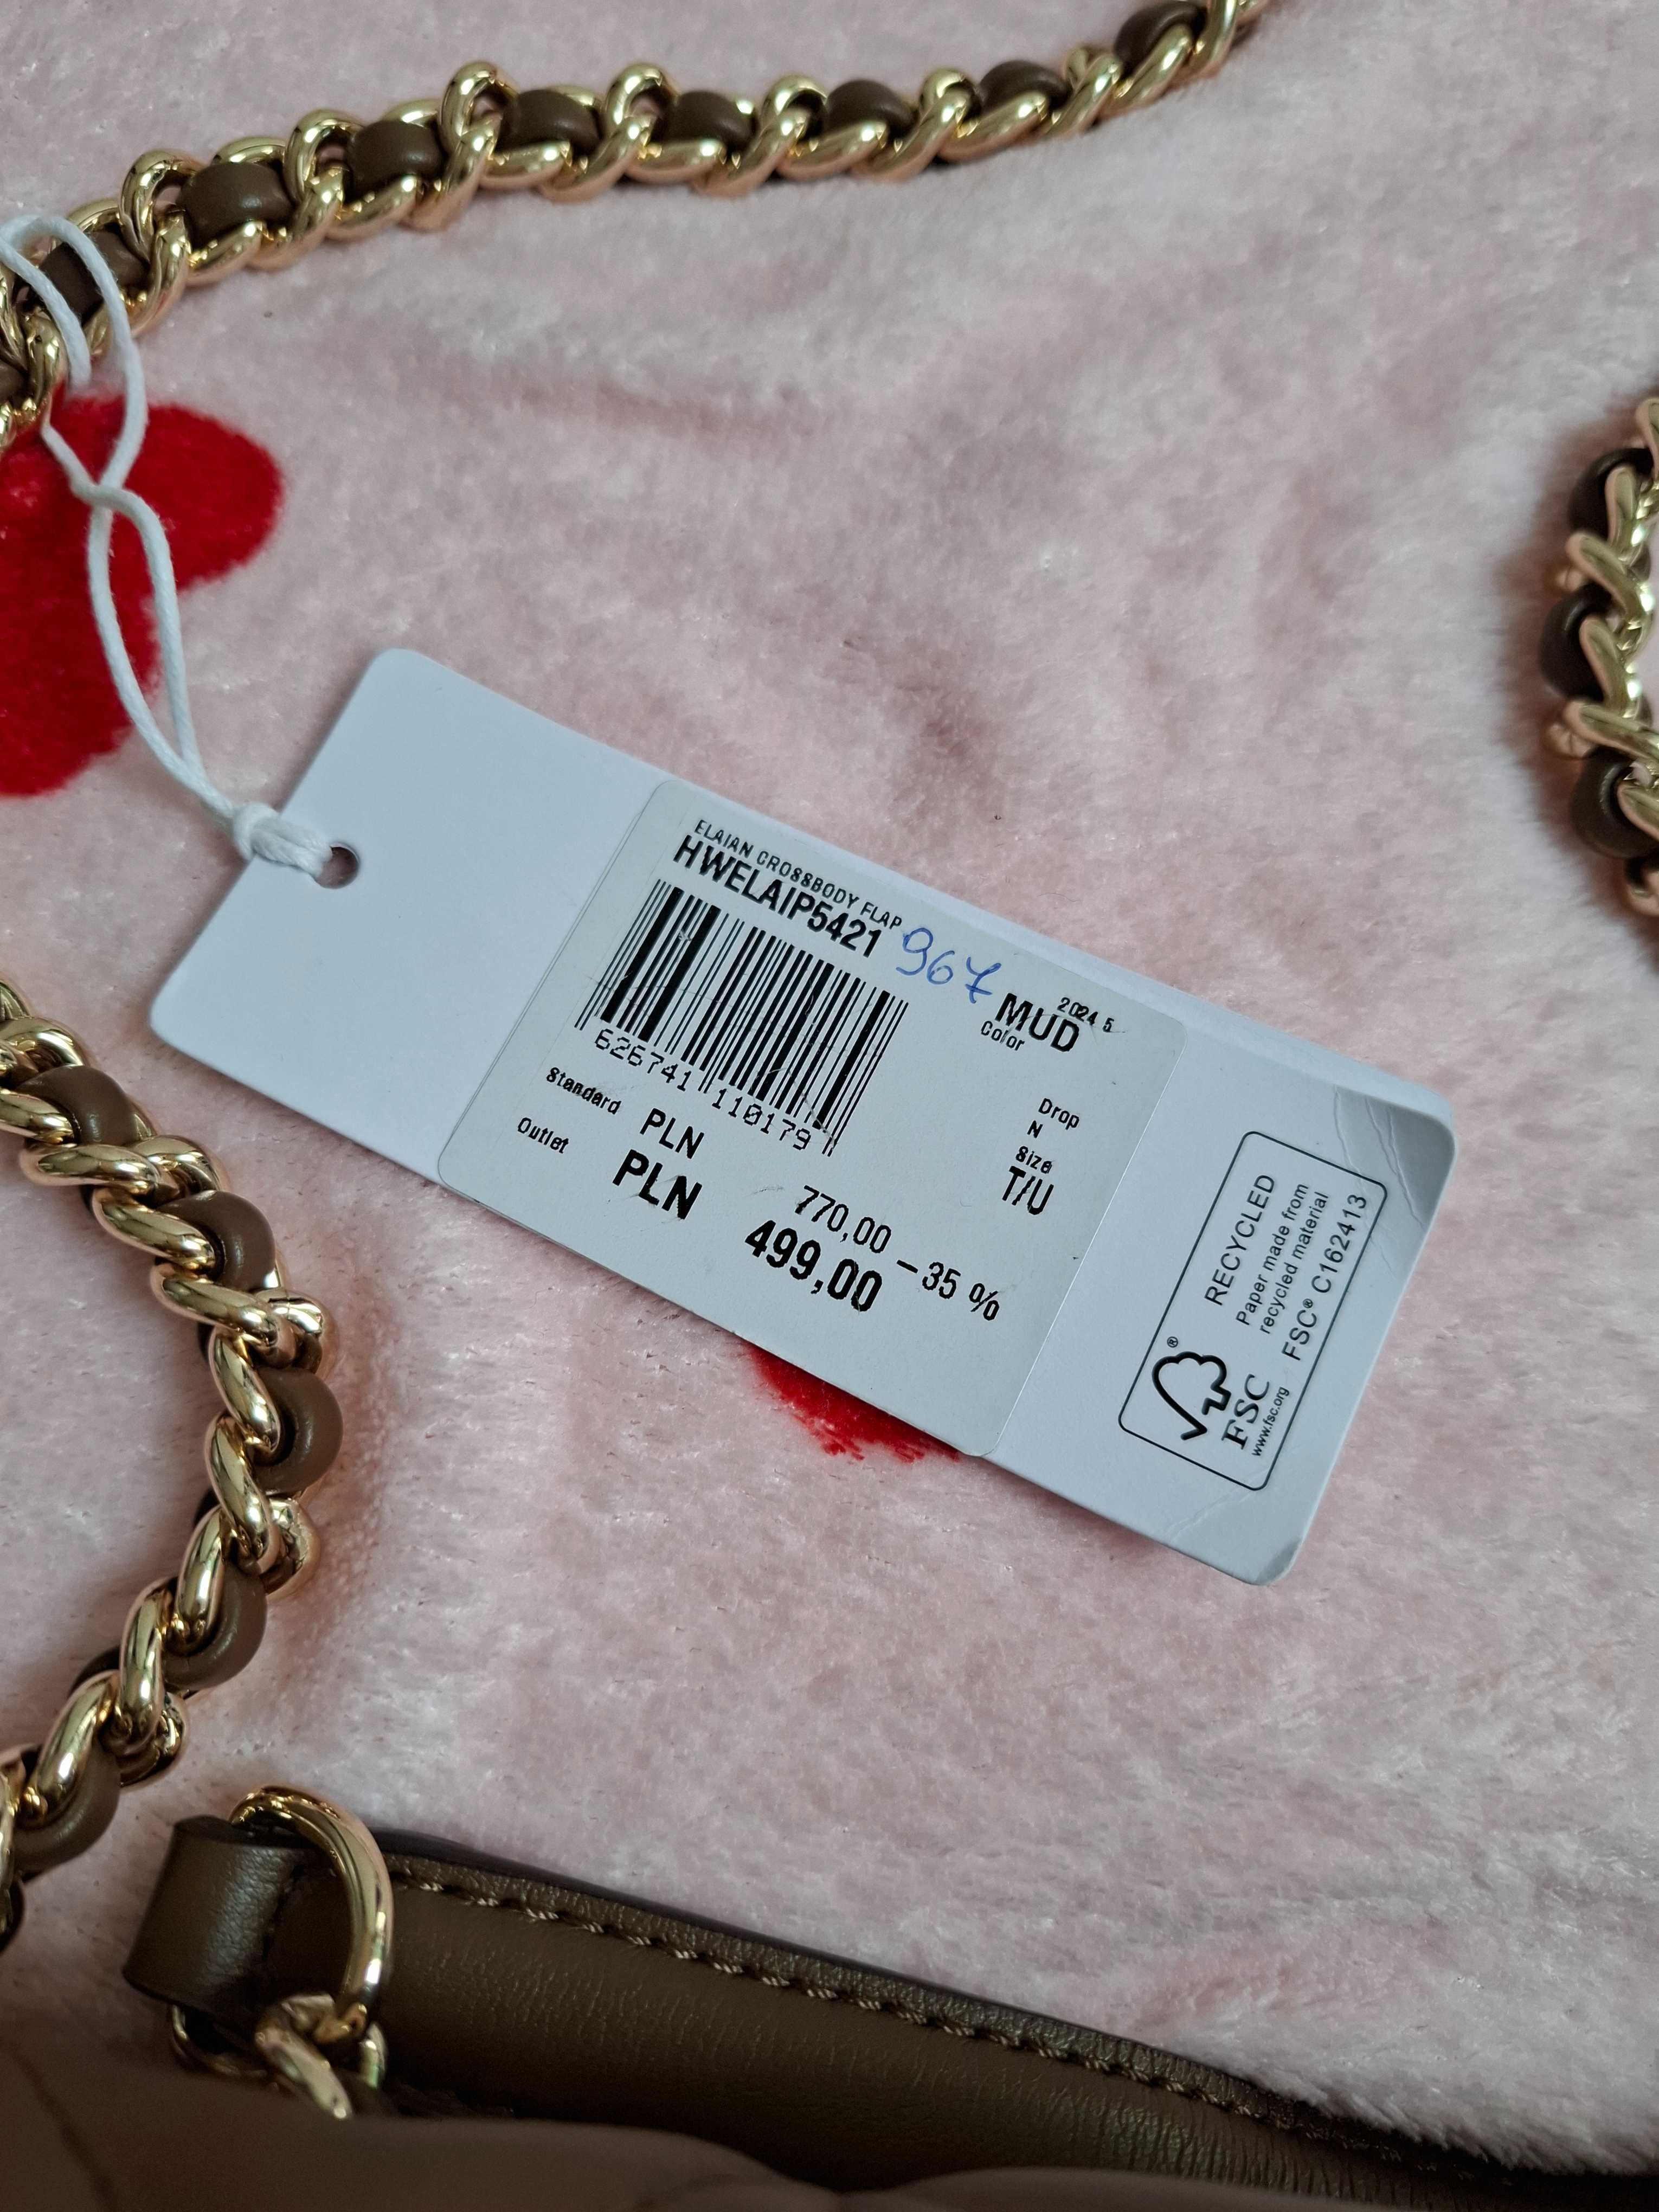 ELAIAN CROSSBODY FLAP
HWELAIP5421
967
2024 5
MUD
Color
626741 110179
Drop
N
Size
T/U
Standard PLN 770,00
Outlet PLN 499,00 -35 %
RECYCLED
Paper made from
recycled material
FSC® C162413
®
FSC
www.fsc.org